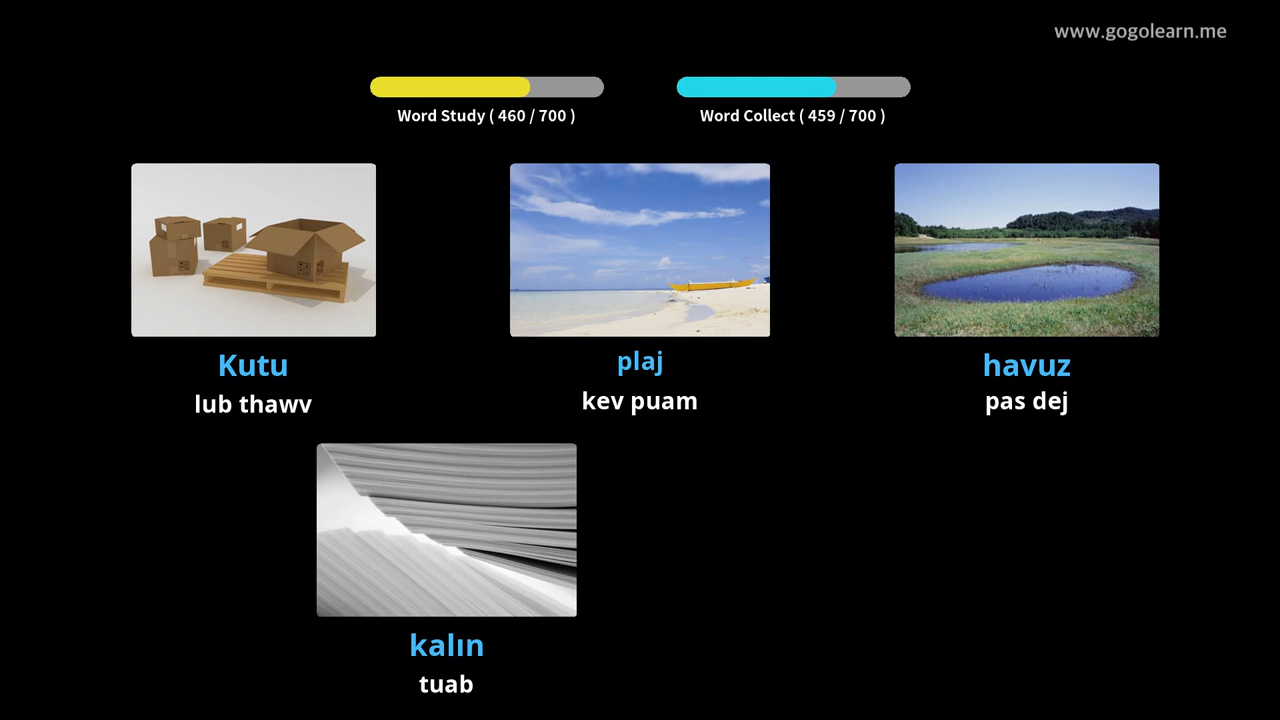 www.gogolearn.me
Word Study ( 460 / 700 )
Word Collect ( 459 / 700 )
Kutu
lub thawv
plaj
kev puam
havuz
pas dej
kalın
tuab